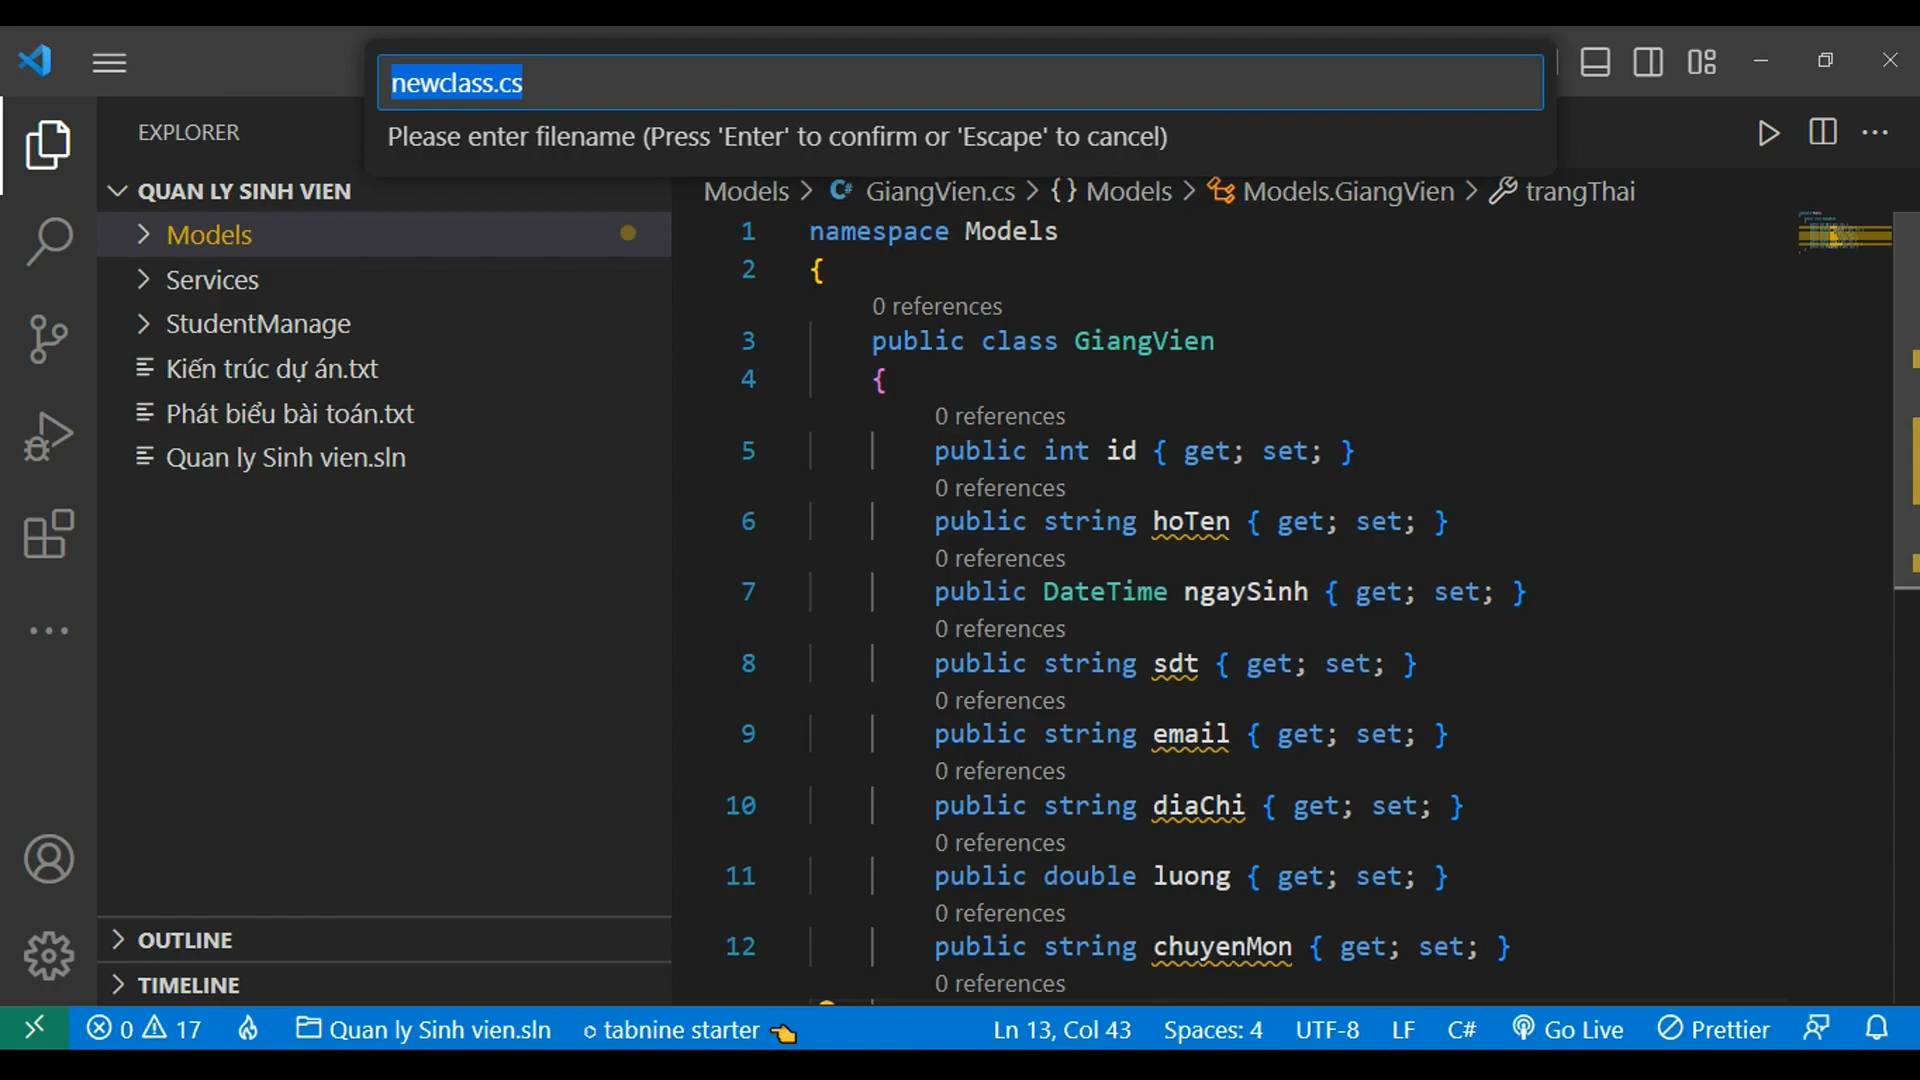 newclass.cs
Please enter filename (Press 'Enter' to confirm or 'Escape' to cancel)
EXPLORER
QUAN LY SINH VIEN
Models
Services
StudentManage
Kiến trúc dự án.txt
Phát biểu bài toán.txt
Quan ly Sinh vien.sln
OUTLINE
TIMELINE
Models > GiangVien.cs > {} Models > Models.GiangVien > trangThai
1 namespace Models
2 {
0 references
3 public class GiangVien
4 {
0 references
5 public int id { get; set; }
0 references
6 public string hoTen { get; set; }
0 references
7 public DateTime ngaySinh { get; set; }
0 references
8 public string sdt { get; set; }
0 references
9 public string email { get; set; }
0 references
10 public string diaChi { get; set; }
0 references
11 public double luong { get; set; }
0 references
12 public string chuyenMon { get; set; }
0 references
0 17 Quan ly Sinh vien.sln tabnine starter Ln 13, Col 43 Spaces: 4 UTF-8 LF C# Go Live Prettier